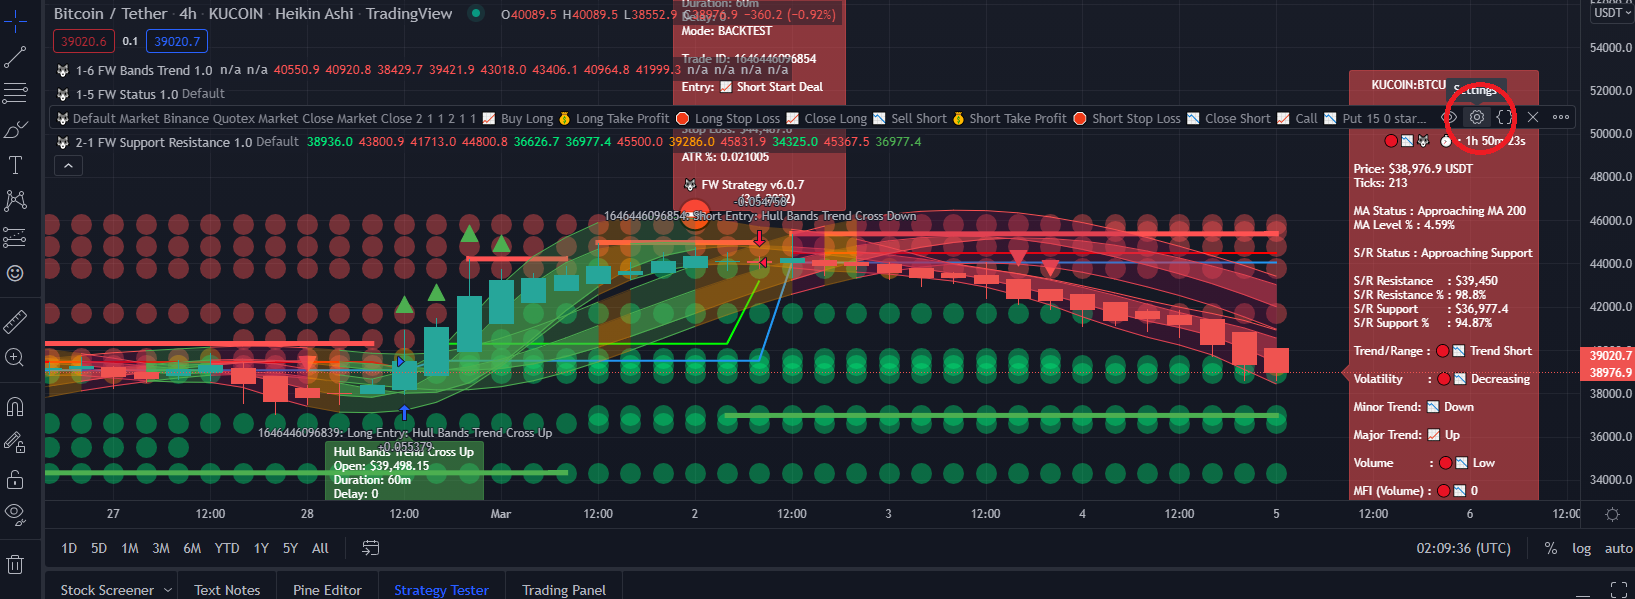 Bitcoin / Tether · 4h · KUCOIN · Heikin Ashi · TradingView
O40089.5 H40089.5 L38552.9 C38976.9 -360.2 (-0.92%)
39020.6 0.1 39020.7
1-6 FW Bands Trend 1.0 n/a n/a 40550.9 40920.8 38429.7 39421.9 43018.0 43406.1 40964.8 41999.3 n/a n/a n/a n/a
1-5 FW Status 1.0 Default
Default Market Binance Quotex Market Close Market Close 2 1 1 2 1 1 📈 Buy Long 💰 Long Take Profit 🛑 Long Stop Loss 📈 Close Long 📉 Sell Short 💰 Short Take Profit 🛑 Short Stop Loss 📉 Close Short 📈 Call 📉 Put 15 0 star...
2-1 FW Support Resistance 1.0 Default 38936.0 43800.9 41713.0 44800.8 36626.7 36977.4 45500.0 39286.0 45831.9 34325.0 45367.5 36977.4
Duration: 60m
Delay: 0
Mode: BACKTEST
Trade ID: 1646446096854
Entry: 📈 Short Start Deal
ATR %: 0.021005
FW Strategy v6.0.7
-0.054758
1646446096854: Short Entry: Hull Bands Trend Cross Down
1646446096839: Long Entry: Hull Bands Trend Cross Up
-0.055379
Hull Bands Trend Cross Up
Open: $39,498.15
Duration: 60m
Delay: 0
KUCOIN:BTCU
Settings
: 1h 50m 23s
Price: $38,976.9 USDT
Ticks: 213
MA Status : Approaching MA 200
MA Level % : 4.59%
S/R Status : Approaching Support
S/R Resistance : $39,450
S/R Resistance % : 98.8%
S/R Support : $36,977.4
S/R Support % : 94.87%
Trend/Range : 🔴 📉 Trend Short
Volatility : 🔴 📉 Decreasing
Minor Trend: 📉 Down
Major Trend: 📈 Up
Volume : 🔴 📉 Low
MFI (Volume) : 🔴 📉 0
USDT
54000.0
52000.0
50000.0
48000.0
46000.0
44000.0
42000.0
39020.7
38976.9
36000.0
34000.0
27 12:00 28 12:00 Mar 12:00 2 12:00 3 12:00 4 12:00 5 12:00 6 12:00
1D 5D 1M 3M 6M YTD 1Y 5Y All
02:09:36 (UTC) % log auto
Stock Screener Text Notes Pine Editor Strategy Tester Trading Panel